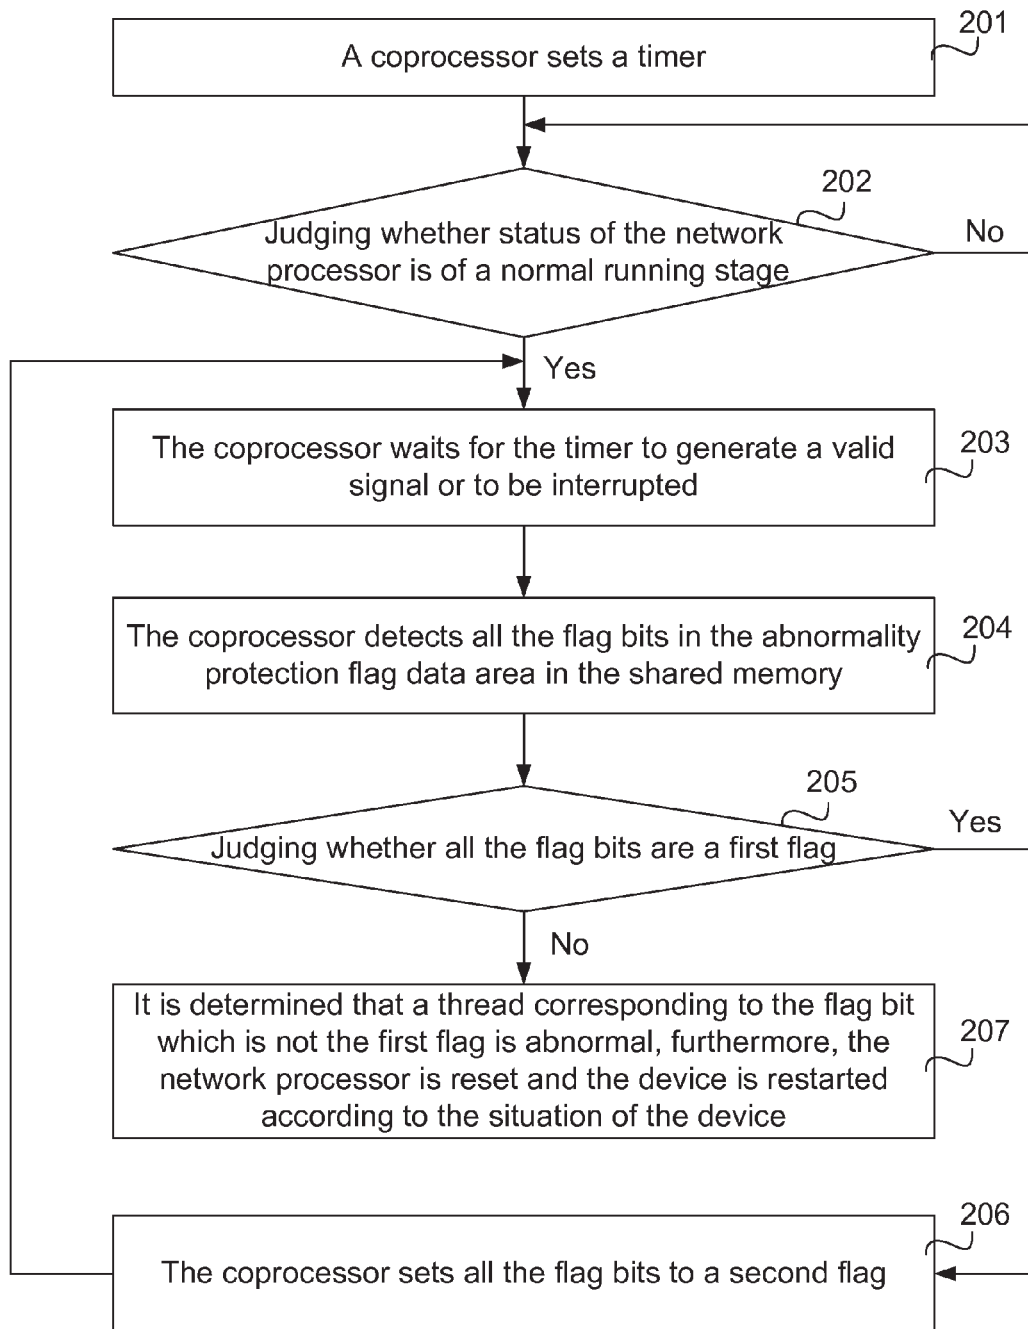 201
A coprocessor sets a timer
202
Judging whether status of the network
processor is of a normal running stage
No
Yes
The coprocessor waits for the timer to generate a valid
signal or to be interrupted
203
The coprocessor detects all the flag bits in the abnormality
protection flag data area in the shared memory
204
205
Judging whether all the flag bits are a first flag
Yes
No
It is determined that a thread corresponding to the flag bit
which is not the first flag is abnormal, furthermore, the
network processor is reset and the device is restarted
according to the situation of the device
207
206
The coprocessor sets all the flag bits to a second flag